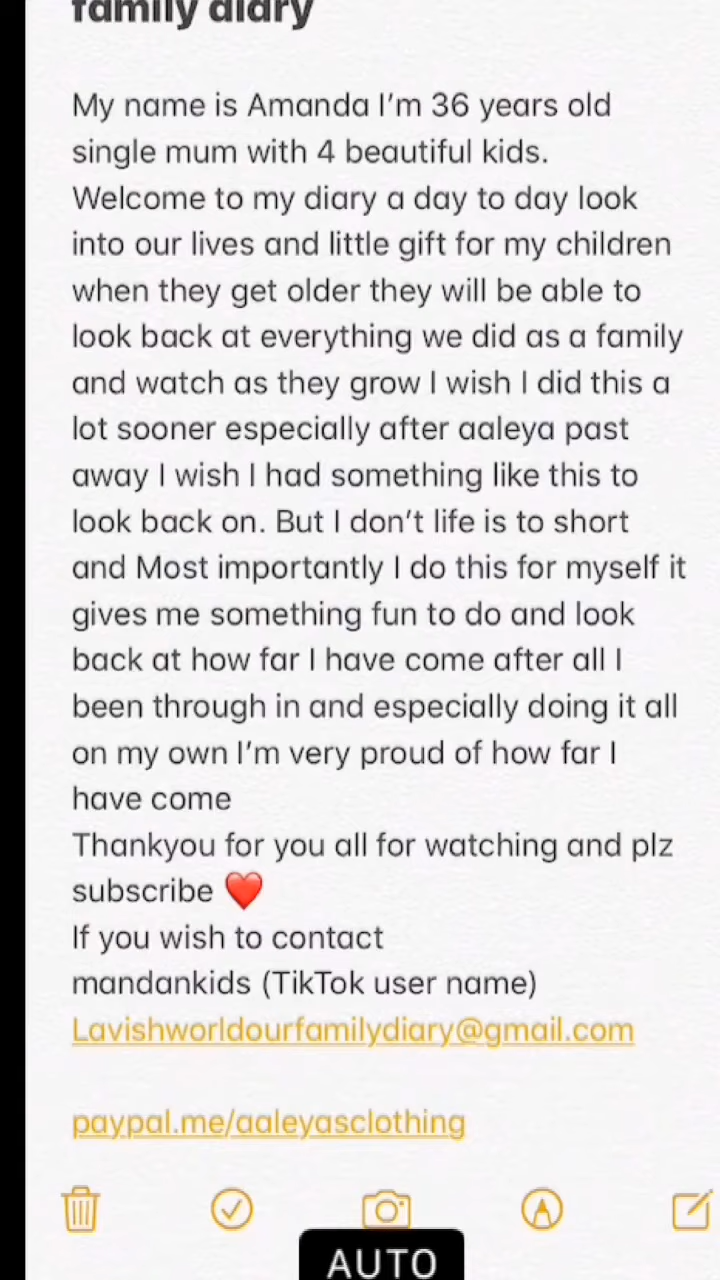 family diary
My name is Amanda I'm 36 years old
single mum with 4 beautiful kids.
Welcome to my diary a day to day look
into our lives and little gift for my children
when they get older they will be able to
look back at everything we did as a family
and watch as they grow I wish I did this a
lot sooner especially after aaleya past
away I wish I had something like this to
look back on. But I don't life is to short
and Most importantly I do this for myself it
gives me something fun to do and look
back at how far I have come after all I
been through in and especially doing it all
on my own I'm very proud of how far I
have come
Thankyou for you all for watching and plz
subscribe ❤️
If you wish to contact
mandankids (TikTok user name)
Lavishworldourfamilydiary@gmail.com
paypal.me/aaleyasclothing
AUTO